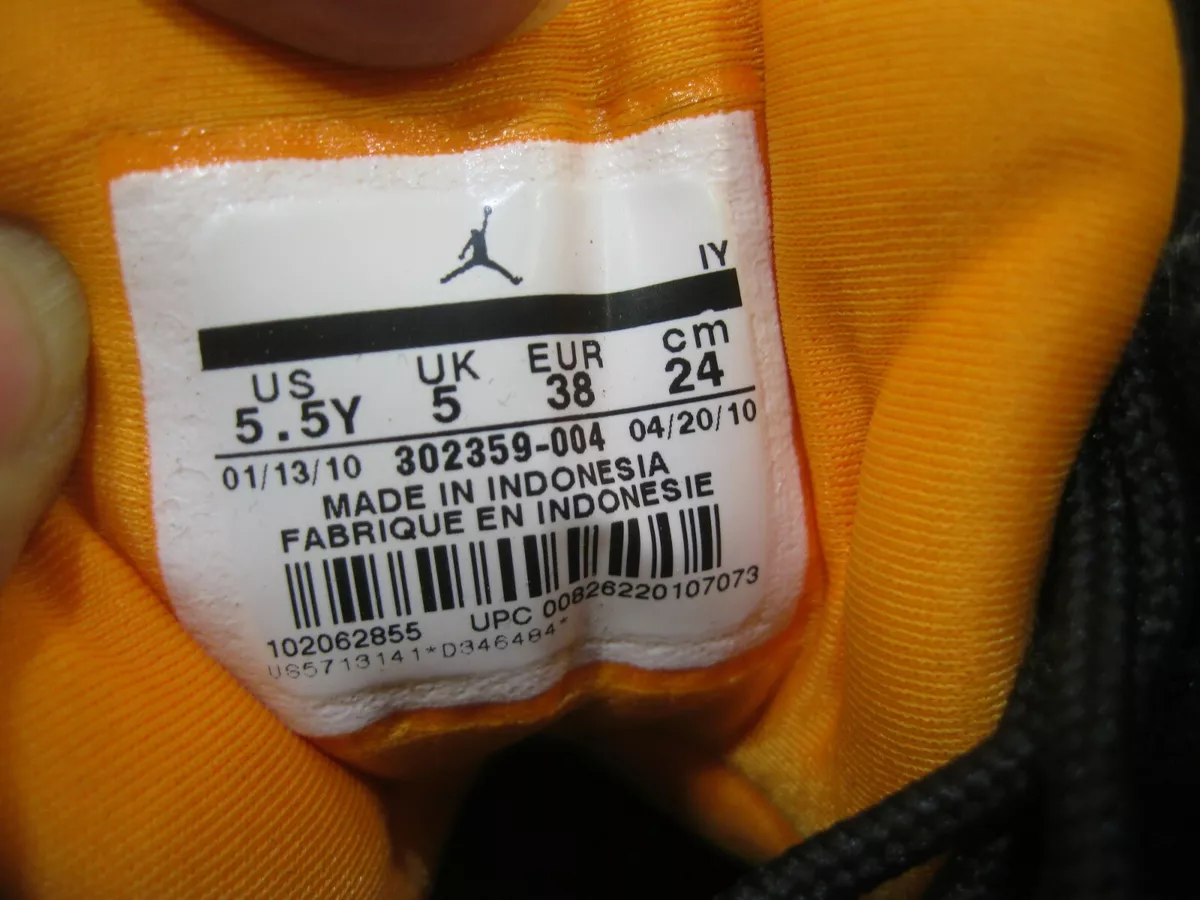 IY
US UK EUR cm
5.5Y 5 38 24
01/13/10 302359-004 04/20/10
MADE IN INDONESIA
FABRIQUE EN INDONESIE
102062855 UPC 00826220107073
US5713141*D346484*